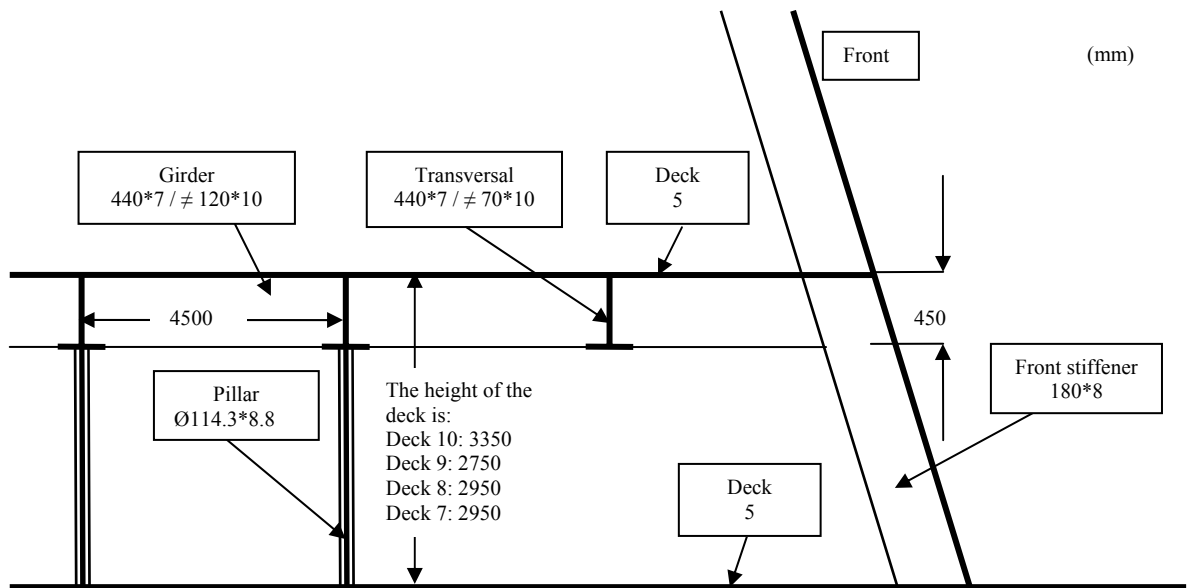 Front
(mm)
Girder
440*7 / ≠ 120*10
Transversal
440*7 / ≠ 70*10
Deck
5
4500
450
Pillar
Ø114.3*8.8
The height of the
deck is:
Deck 10: 3350
Deck 9: 2750
Deck 8: 2950
Deck 7: 2950
Front stiffener
180*8
Deck
5